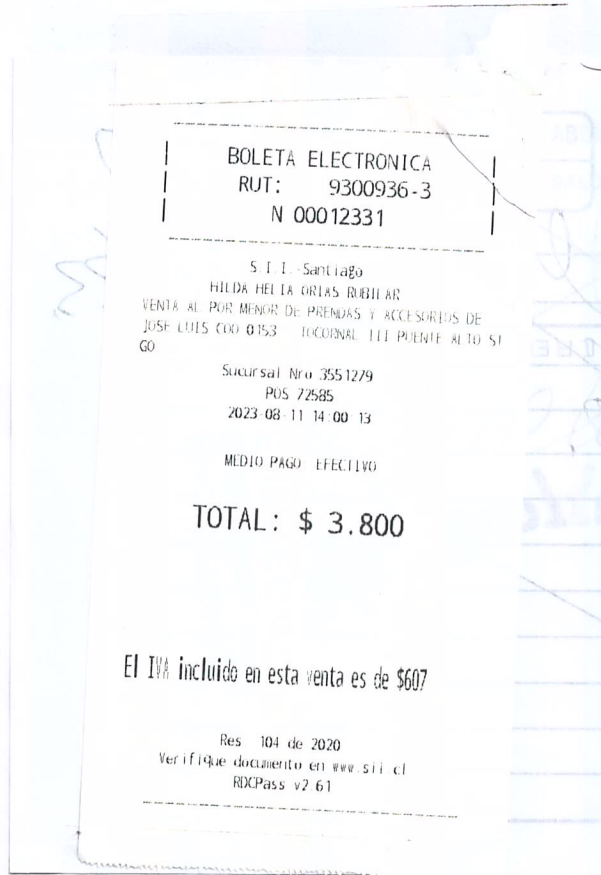 BOLETA ELECTRONICA
RUT: 9300936-3
N 00012331
S.I.I.-Santiago
HILDA HELIA ORIAS RUBILAR
VENTA AL POR MENOR DE PRENDAS Y ACCESORIOS DE
JOSE LUIS COO 0153 TOCORNAL III PUENTE ALTO STGO
Sucursal Nro 3551279
POS 72585
2023-08-11 14:00:13
MEDIO PAGO EFECTIVO
TOTAL: $ 3.800
El IVA incluido en esta venta es de $607
Res 104 de 2020
Verifique documento en www.sii.cl
RDCPass v2.61